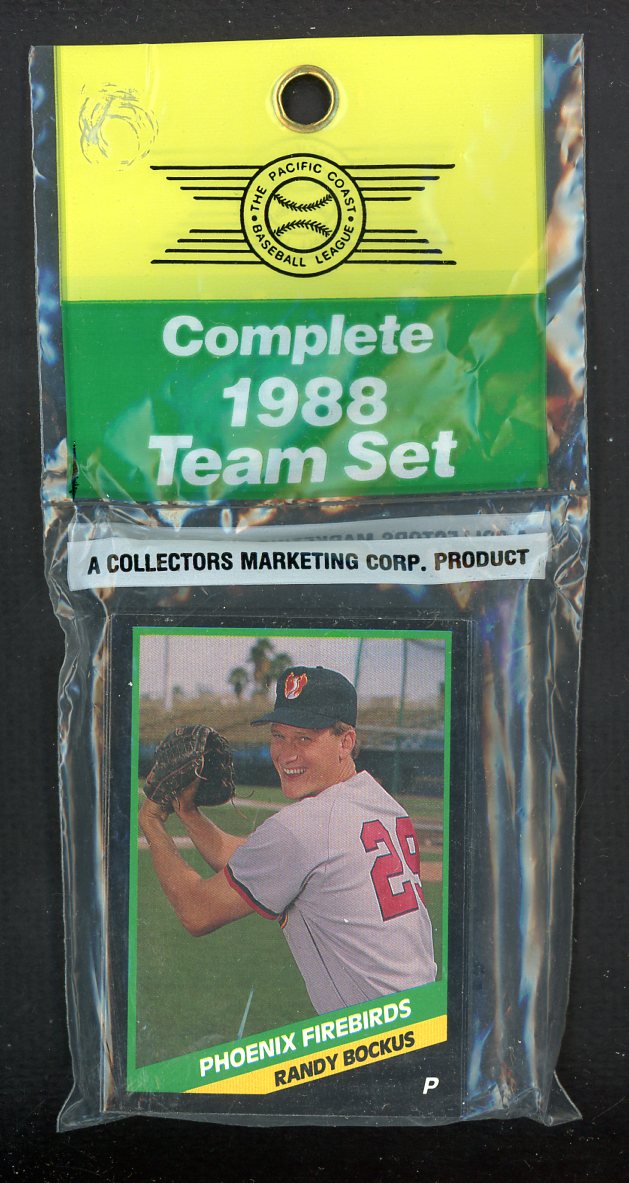 THE PACIFIC COAST
• BASEBALL LEAGUE •
Complete
1988
Team Set
A COLLECTORS MARKETING CORP. PRODUCT
29
PHOENIX FIREBIRDS
RANDY BOCKUS
P